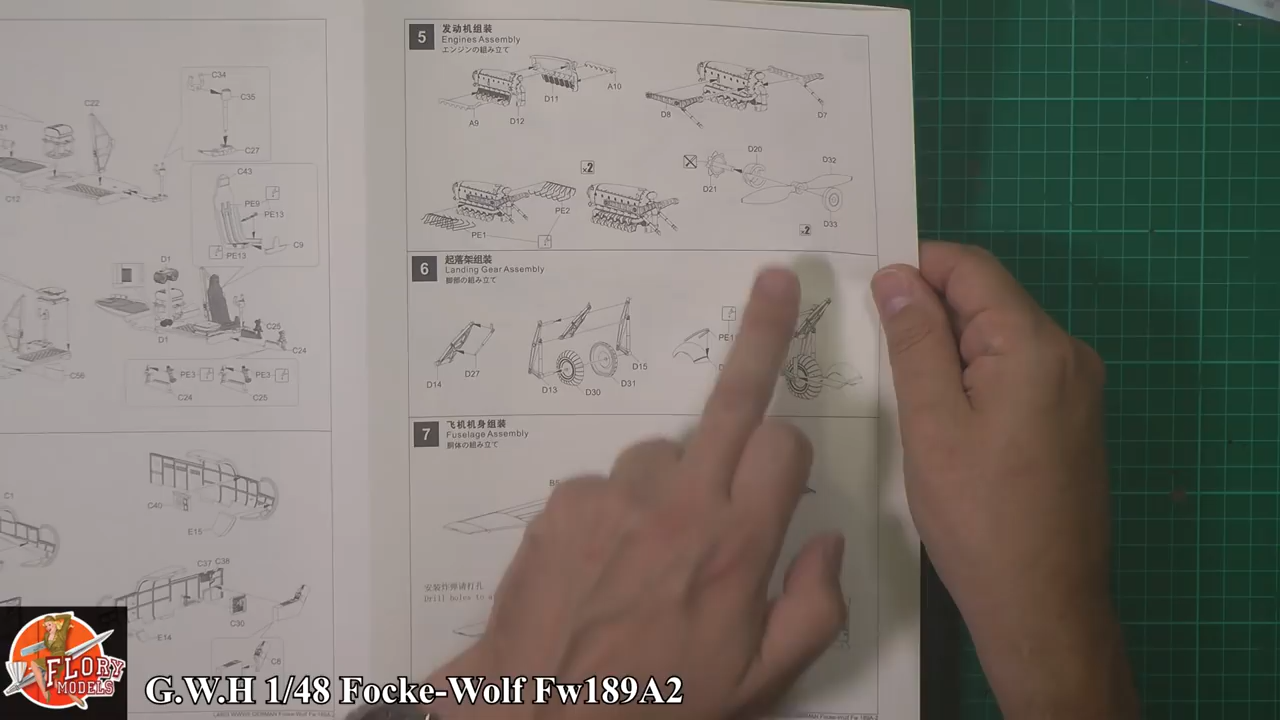 C34
C35
C27
C22
C12
C43
PE9
PE13
PE13
C9
D1
D1
C25
C24
C56
PE3
PE3
C24
C25
C1
C40
E15
C37 C38
C30
E14
C8
5
发动机组装
Engines Assembly
エンジンの組み立て
A10
D11
A9
D12
D8
D7
×2
D20
D32
D21
D33
×2
PE2
PE1
6
起落架组装
Landing Gear Assembly
脚部の組み立て
D14
D27
D13
D30
D31
D15
7
飞机机身组装
Fuselage Assembly
胴体の組み立て
安装炸弹请打孔
Drill holes to
FLORY
MODELS
G.W.H 1/48 Focke-Wolf Fw189A2